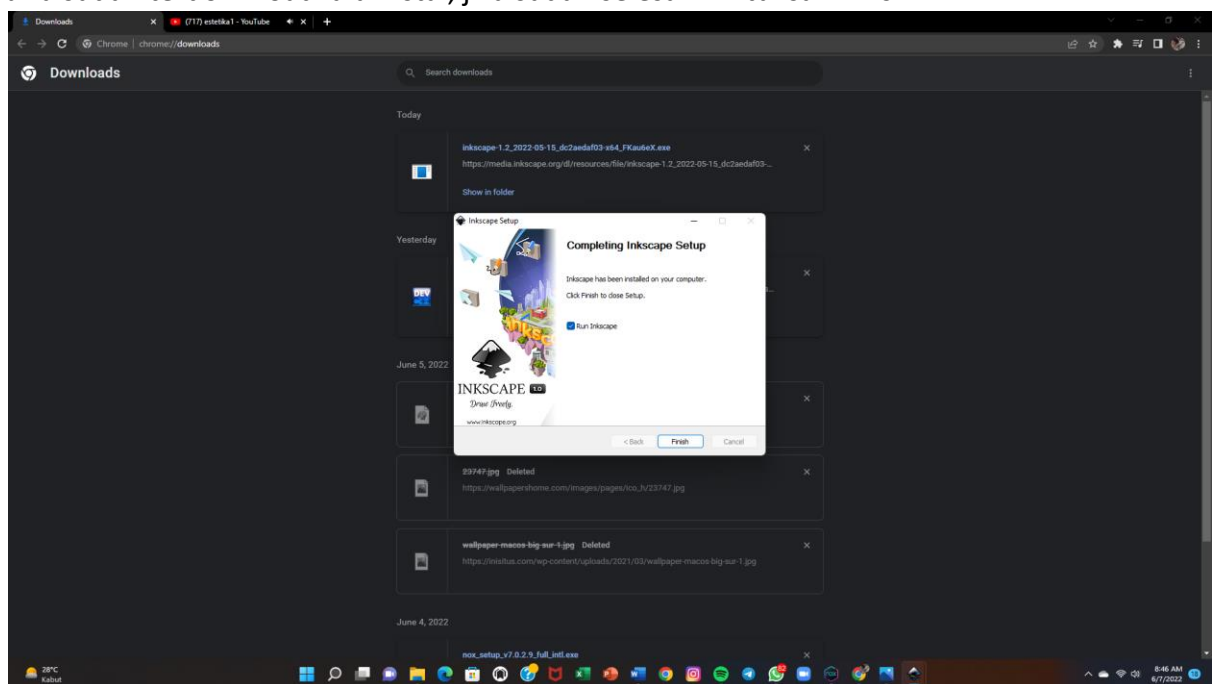 Downloads
(717) estetika1 - YouTube
Chrome | chrome://downloads
Downloads
Search downloads
Today
inkscape-1.2_2022-05-15_dc2aedaf03-x64_FKau6eX.exe
https://media.inkscape.org/dl/resources/file/inkscape-1.2_2022-05-15_dc2aedaf03-...
Show in folder
Yesterday
DEV
Inkscape Setup
Completing Inkscape Setup
Inkscape has been installed on your computer.
Click Finish to close Setup.
Run Inkscape
INKSCAPE 1.0
Draw Freely.
www.inkscape.org
< Back
Finish
Cancel
June 5, 2022
23747.jpg Deleted
https://wallpapershome.com/images/pages/ico_h/23747.jpg
wallpaper-macos-big-sur-1.jpg Deleted
https://inisitus.com/wp-content/uploads/2021/03/wallpaper-macos-big-sur-1.jpg
June 4, 2022
nox_setup_v7.0.2.9_full_intl.exe
28°C
Kabut
8:46 AM
6/7/2022